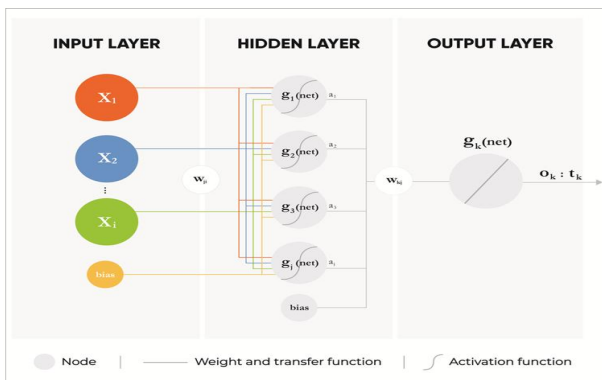 INPUT LAYER
HIDDEN LAYER
OUTPUT LAYER
X1
X2
⋮
Xi
bias
wji
g1(net)
a1
g2(net)
a2
g3(net)
a3
gj(net)
bias
wkj
gk(net)
ok : tk
Node
Weight and transfer function
Activation function